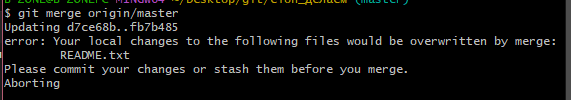 $ git merge origin/master
Updating d7ce68b..fb7b485
error: Your local changes to the following files would be overwritten by merge:
README.txt
Please commit your changes or stash them before you merge.
Aborting